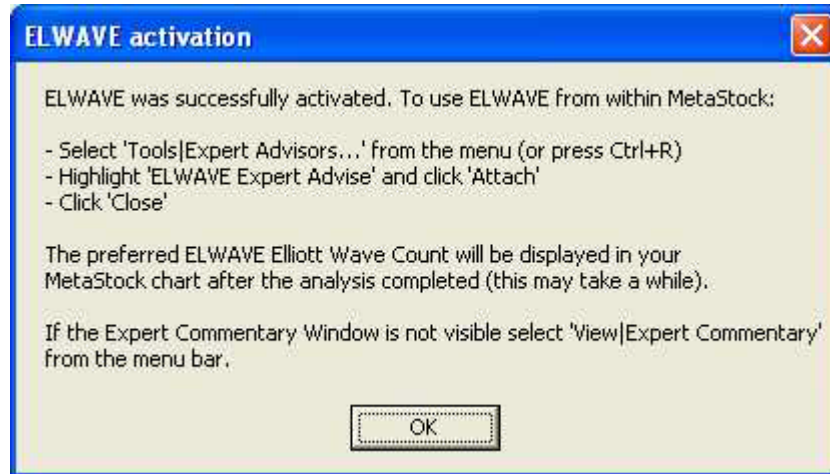 ELWAVE activation
ELWAVE was successfully activated. To use ELWAVE from within MetaStock:
- Select 'Tools|Expert Advisors...' from the menu (or press Ctrl+R)
- Highlight 'ELWAVE Expert Advise' and click 'Attach'
- Click 'Close'
The preferred ELWAVE Elliott Wave Count will be displayed in your
MetaStock chart after the analysis completed (this may take a while).
If the Expert Commentary Window is not visible select 'View|Expert Commentary'
from the menu bar.
OK